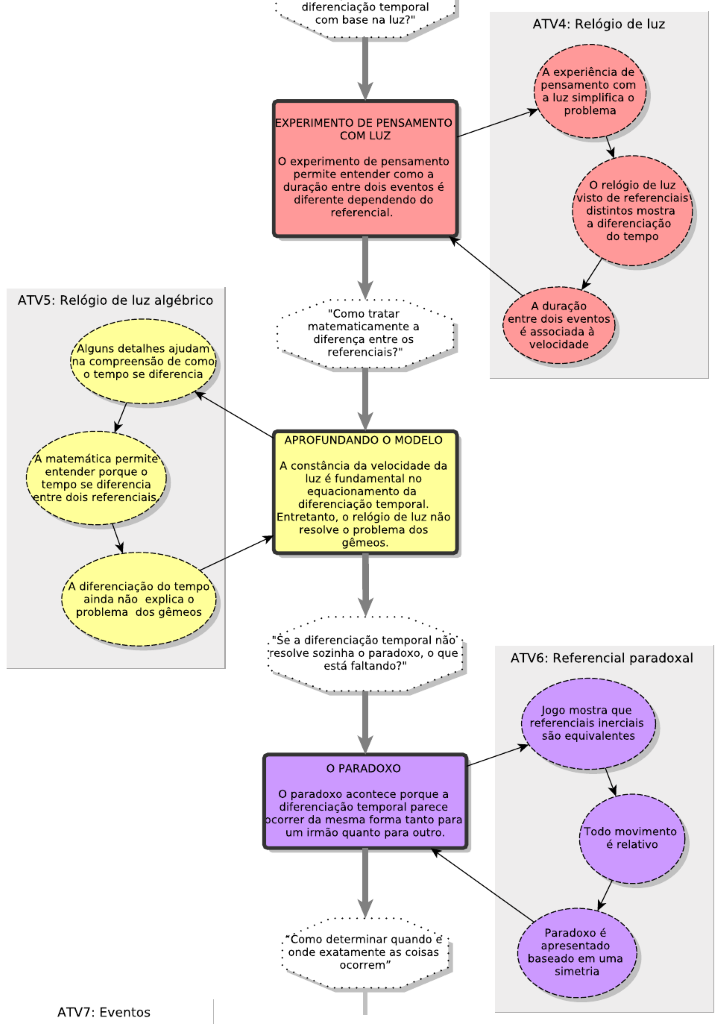 diferenciação temporal
com base na luz?"
ATV4: Relógio de luz
A experiência de
pensamento com
a luz simplifica o
problema
EXPERIMENTO DE PENSAMENTO
COM LUZ
O experimento de pensamento
permite entender como a
duração entre dois eventos é
diferente dependendo do
referencial.
O relógio de luz
visto de referenciais
distintos mostra
a diferenciação
do tempo
A duração
entre dois eventos
é associada à
velocidade
"Como tratar
matematicamente a
diferença entre os
referenciais?"
ATV5: Relógio de luz algébrico
Alguns detalhes ajudam
na compreensão de como
o tempo se diferencia
A matemática permite
entender porque o
tempo se diferencia
entre dois referenciais.
A diferenciação do tempo
ainda não explica o
problema dos gêmeos
APROFUNDANDO O MODELO
A constância da velocidade da
luz é fundamental no
equacionamento da
diferenciação temporal.
Entretanto, o relógio de luz não
resolve o problema dos
gêmeos.
"Se a diferenciação temporal não
resolve sozinha o paradoxo, o que
está faltando?"
ATV6: Referencial paradoxal
Jogo mostra que
referenciais inerciais
são equivalentes
Todo movimento
é relativo
Paradoxo é
apresentado
baseado em uma
simetria
O PARADOXO
O paradoxo acontece porque a
diferenciação temporal parece
ocorrer da mesma forma tanto para
um irmão quanto para outro.
“Como determinar quando e
onde exatamente as coisas
ocorrem”
ATV7: Eventos